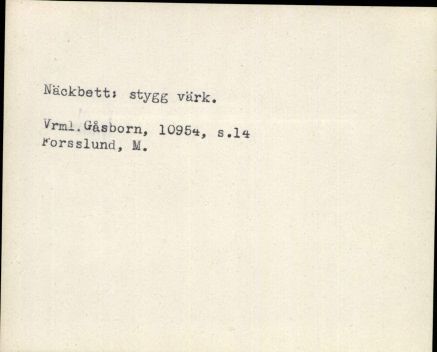 Näckbett: stygg värk.
Vrml. Gåsborn, 10954, s.14
Forsslund, M.